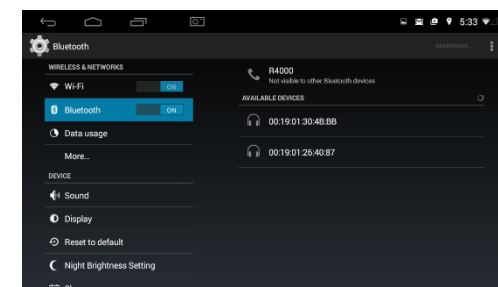 5:33
Bluetooth
SEARCHING...
WIRELESS & NETWORKS
Wi-Fi
ON
Bluetooth
ON
Data usage
More...
DEVICE
Sound
Display
Reset to default
Night Brightness Setting
R4000
Not visible to other Bluetooth devices
AVAILABLE DEVICES
00:19:01:30:4B:BB
00:19:01:26:40:87